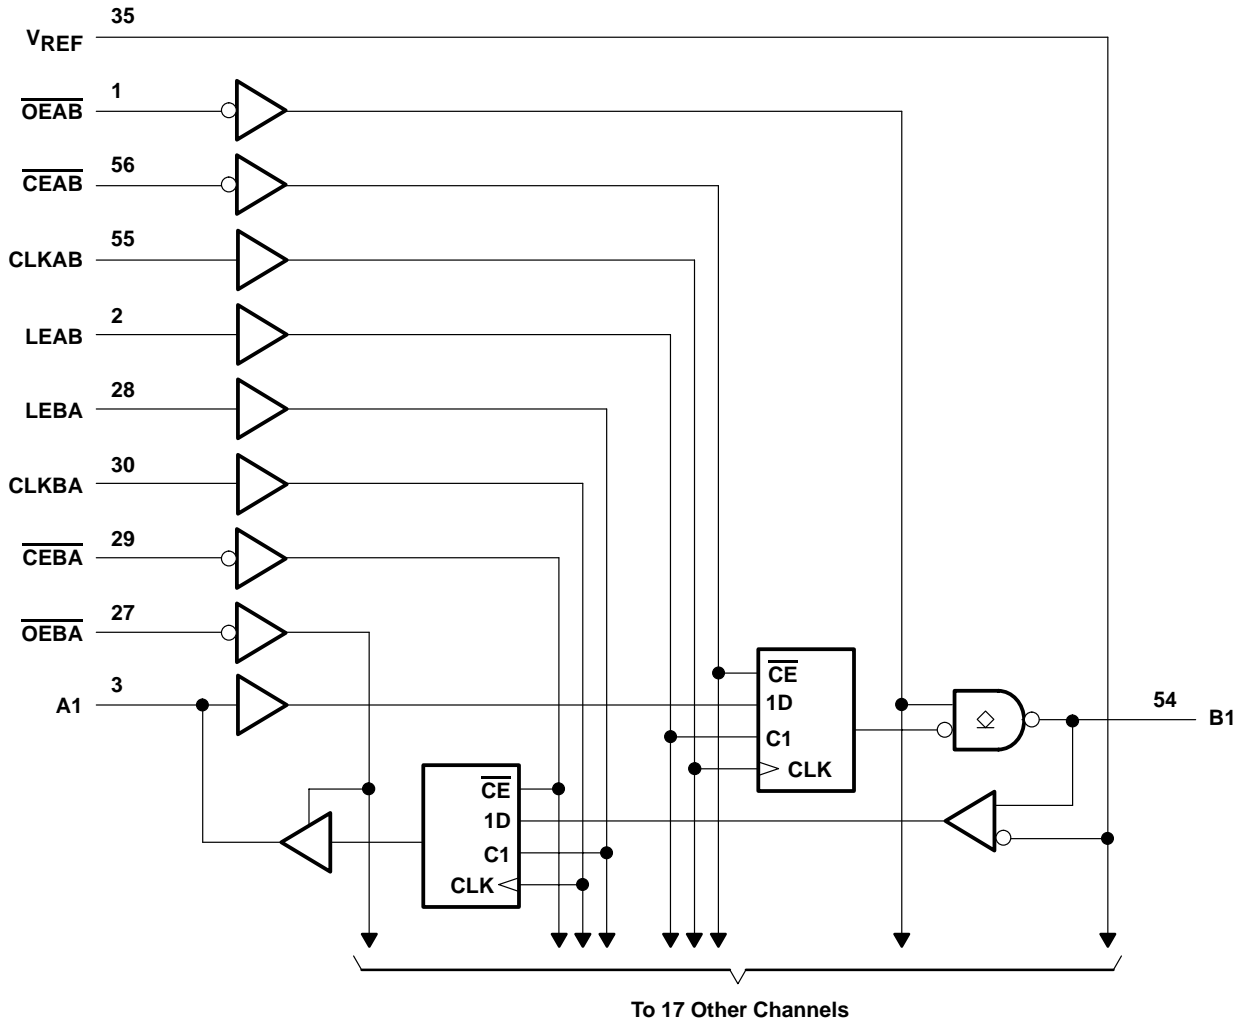 35
VREF
1
OEAB
56
CEAB
55
CLKAB
2
LEAB
28
LEBA
30
CLKBA
29
CEBA
27
OEBA
3
A1
CE
1D
C1
CLK
54
B1
CE
1D
C1
CLK
To 17 Other Channels